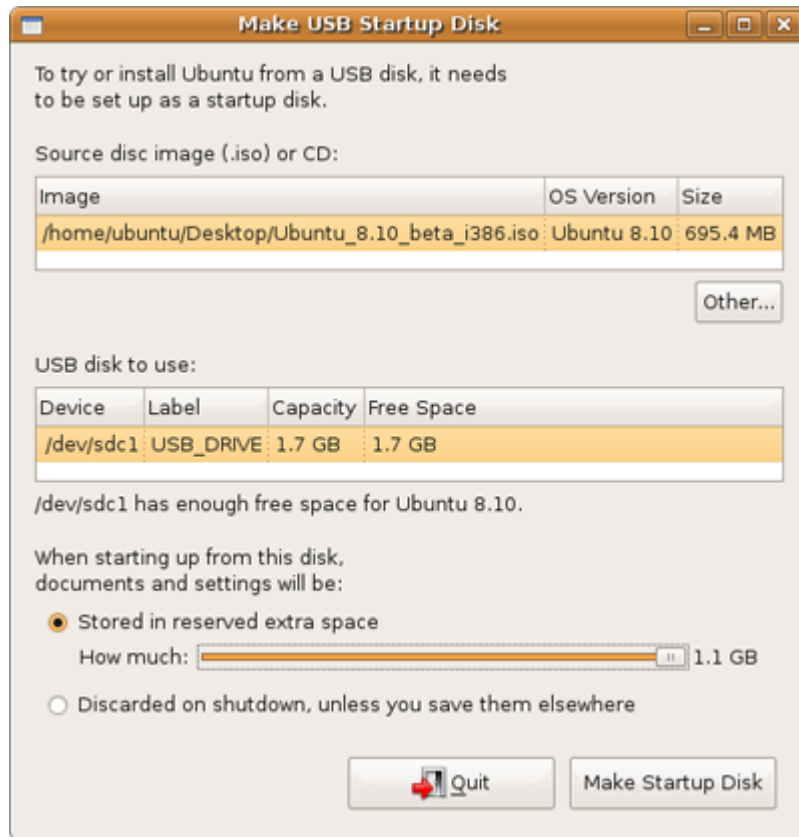 Make USB Startup Disk
To try or install Ubuntu from a USB disk, it needs
to be set up as a startup disk.
Source disc image (.iso) or CD:
Image OS Version Size
/home/ubuntu/Desktop/Ubuntu_8.10_beta_i386.iso Ubuntu 8.10 695.4 MB
Other...
USB disk to use:
Device Label Capacity Free Space
/dev/sdc1 USB_DRIVE 1.7 GB 1.7 GB
/dev/sdc1 has enough free space for Ubuntu 8.10.
When starting up from this disk,
documents and settings will be:
Stored in reserved extra space
How much: 1.1 GB
Discarded on shutdown, unless you save them elsewhere
Quit Make Startup Disk